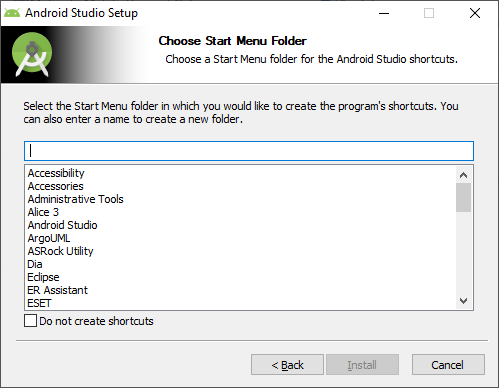 Android Studio Setup
Choose Start Menu Folder
Choose a Start Menu folder for the Android Studio shortcuts.
Select the Start Menu folder in which you would like to create the program's shortcuts. You
can also enter a name to create a new folder.
Accessibility
Accessories
Administrative Tools
Alice 3
Android Studio
ArgoUML
ASRock Utility
Dia
Eclipse
ER Assistant
ESET
Do not create shortcuts
< Back
Install
Cancel